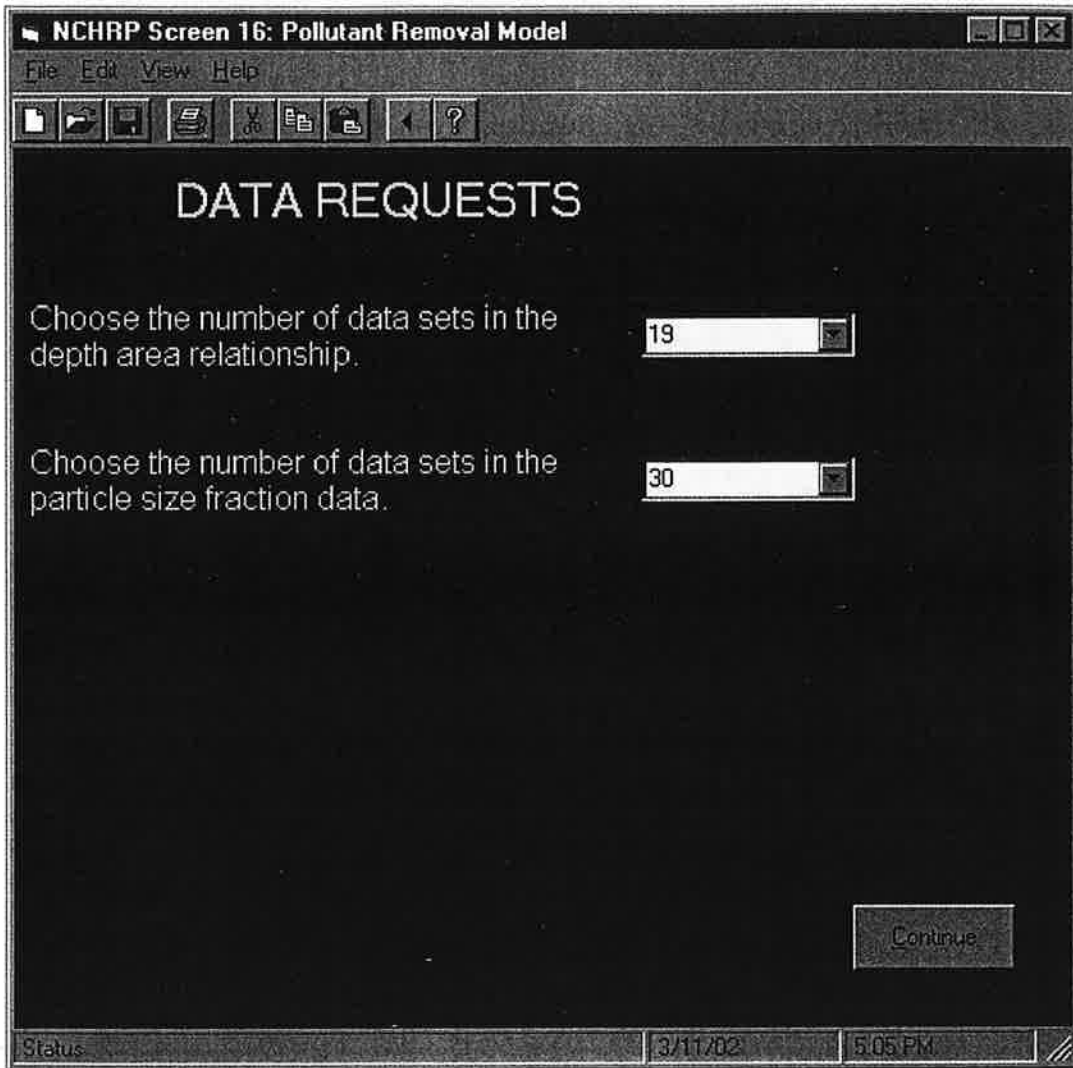 NCHRP Screen 16: Pollutant Removal Model
File Edit View Help
?
DATA REQUESTS
Choose the number of data sets in the
depth area relationship.
19
Choose the number of data sets in the
particle size fraction data.
30
Continue
Status 3/11/02 5:05 PM